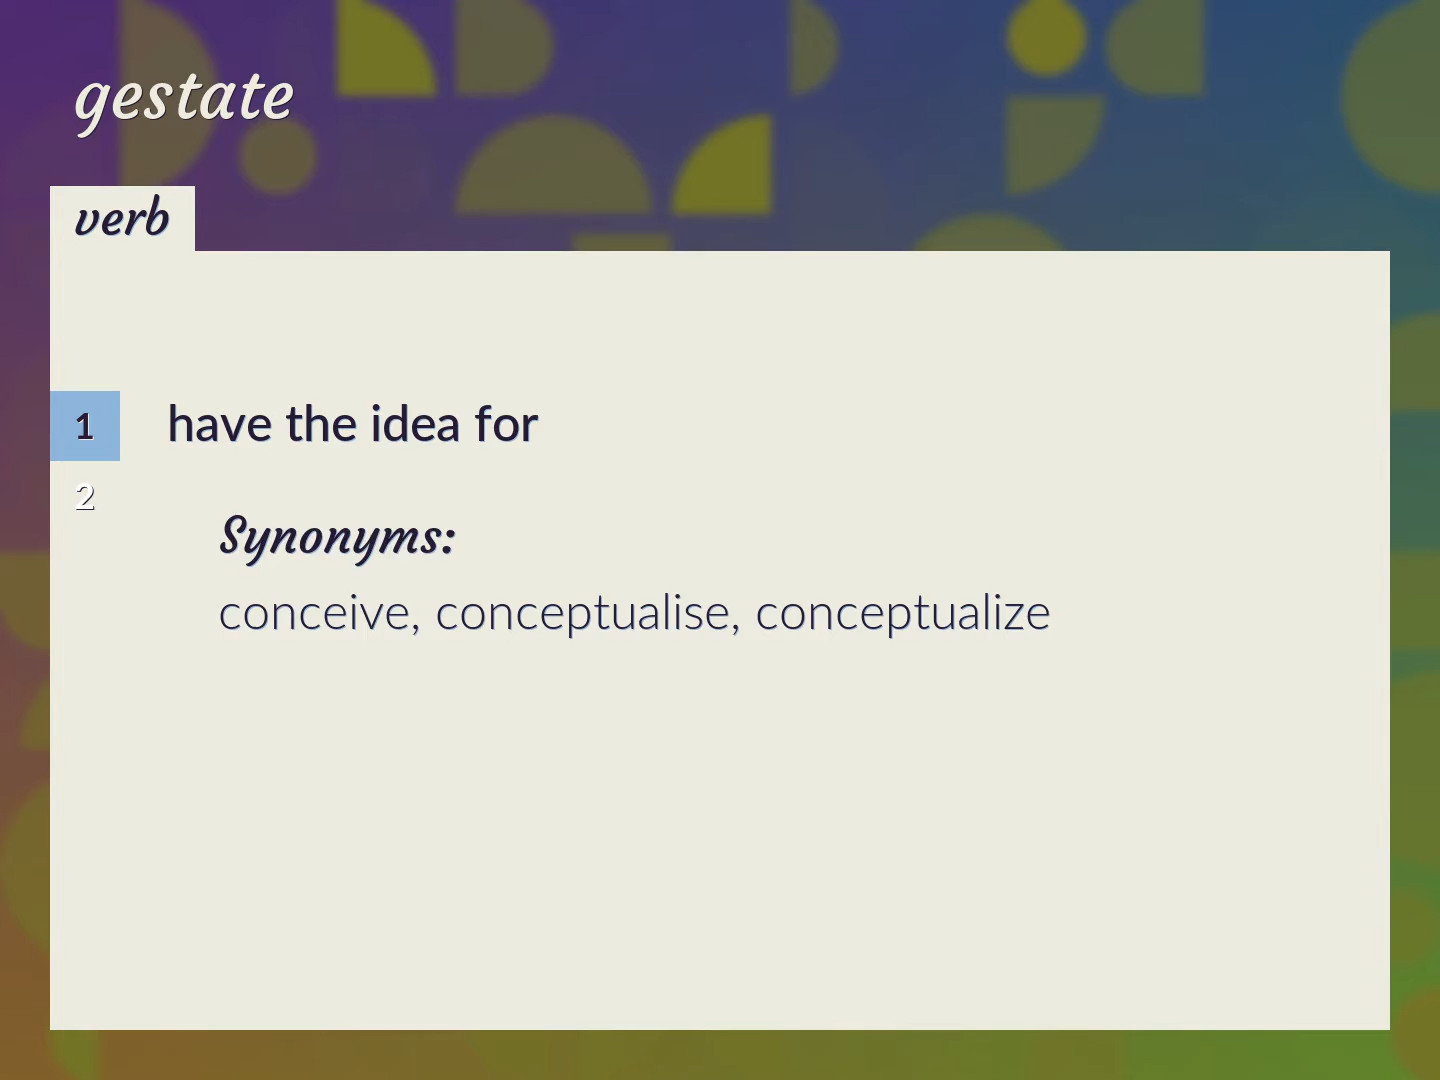 gestate
verb
1
have the idea for
2
Synonyms:
conceive, conceptualise, conceptualize